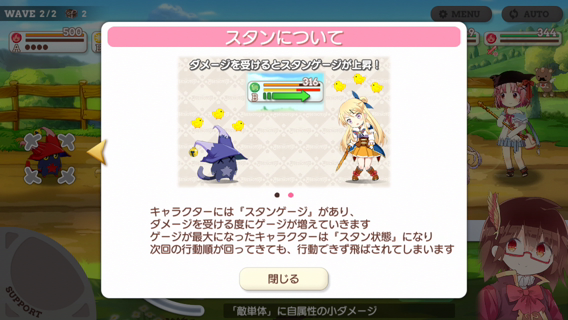 WAVE 2/2 2
MENU
AUTO
500
A
344
スタンについて
ダメージを受けるとスタンゲージが上昇！
316
B
キャラクターには「スタンゲージ」があり、
ダメージを受ける度にゲージが増えていきます
ゲージが最大になったキャラクターは「スタン状態」になり
次回の行動順が回ってきても、行動できず飛ばされてしまいます
閉じる
SUPPORT
「敵単体」に自属性の小ダメージ